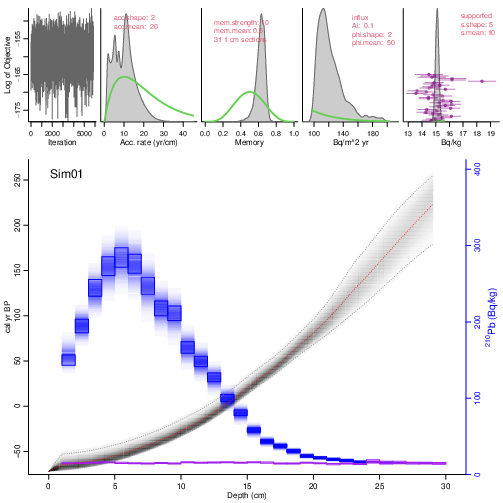 Log of Objective
-155
-165
-175
0
2000
5000
Iteration
acc.shape: 2
acc.mean: 20
0
10
20
30
40
Acc. rate (yr/cm)
mem.strength: 10
mem.mean: 0.5
31 1 cm sections
0.0
0.2
0.4
0.6
0.8
1.0
Memory
influx
Al: 0.1
phi.shape: 2
phi.mean: 50
100
150
200
Bq/m^2 yr
supported
s.shape: 5
s.mean: 10
13
14
15
16
17
18
19
Bq/kg
Sim01
cal yr BP
250
200
150
100
50
0
-50
0
5
10
15
20
25
30
Depth (cm)
400
300
200
100
0
210Pb (Bq/kg)